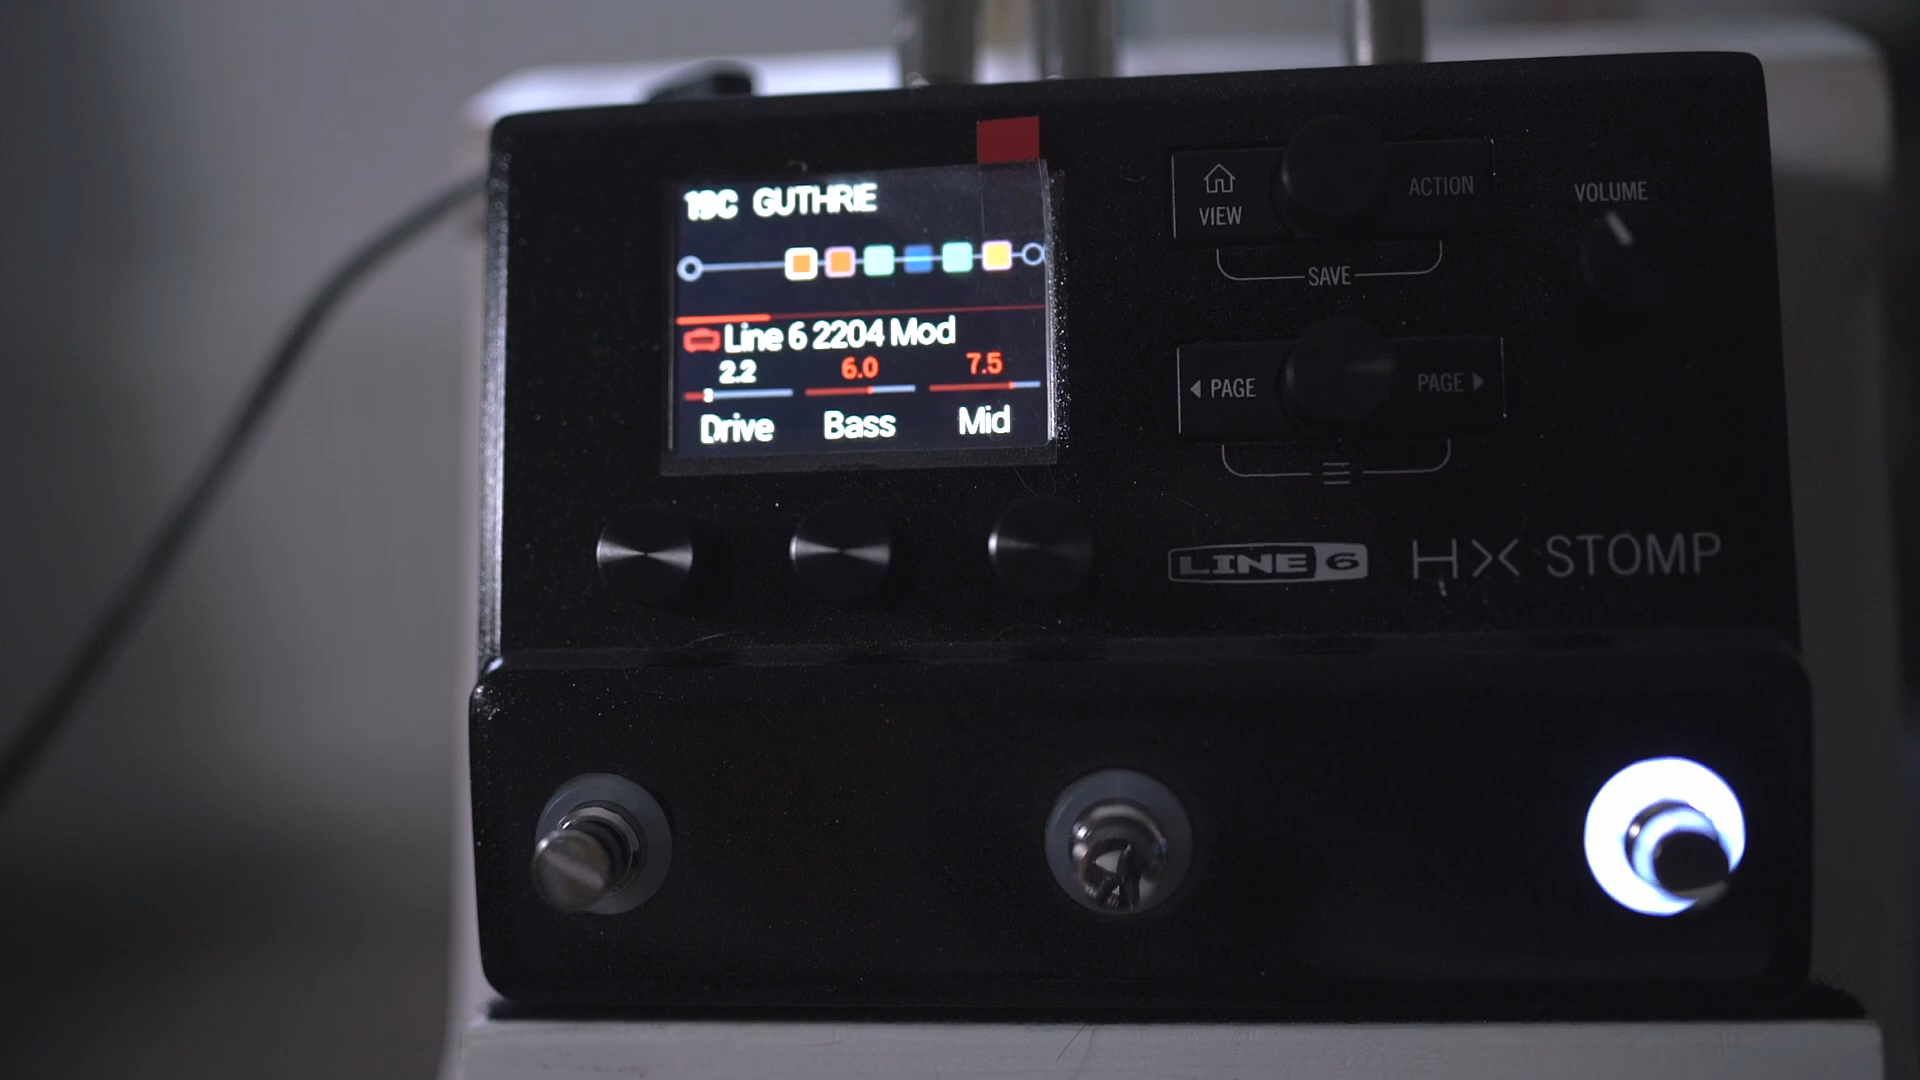 19C GUTHRIE
Line 6 2204 Mod
2.2 6.0 7.5
Drive Bass Mid
VIEW
ACTION
SAVE
VOLUME
PAGE
PAGE
LINE 6
HX STOMP